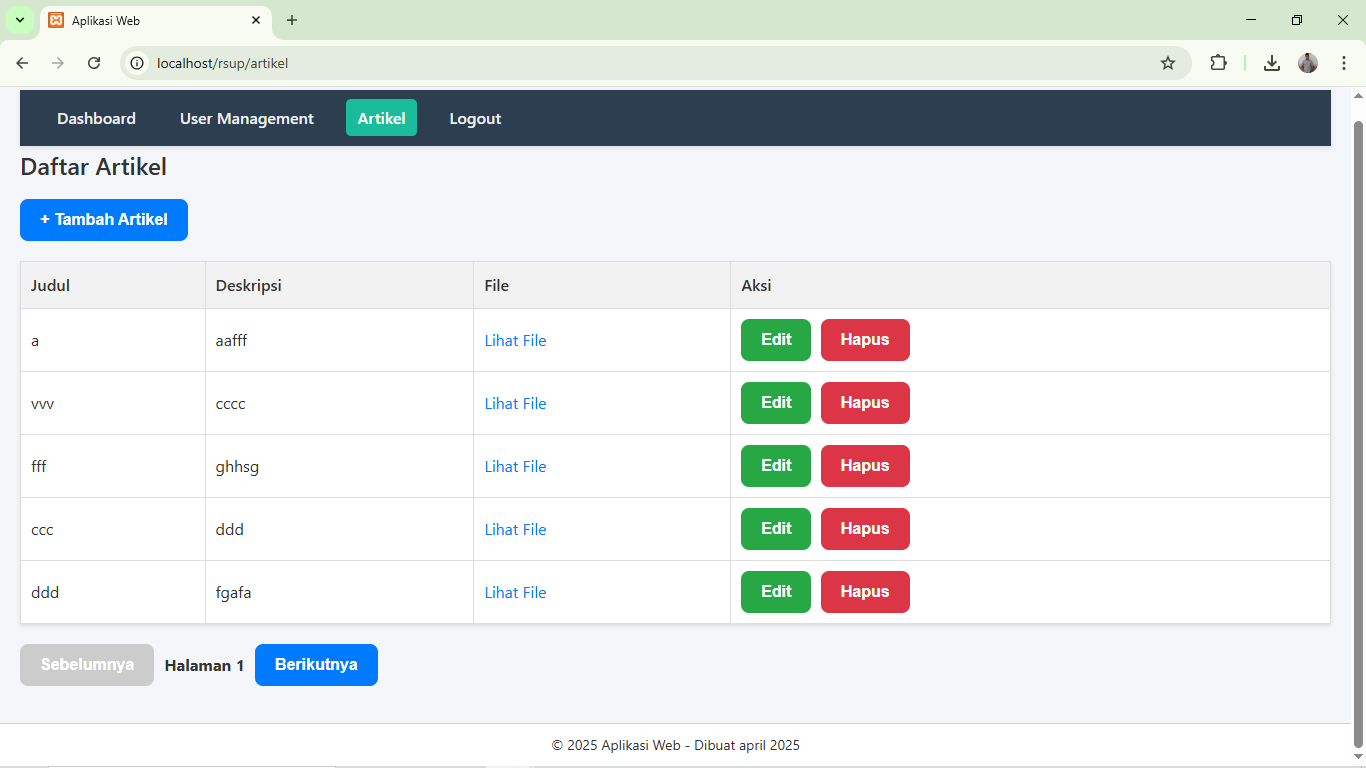 Aplikasi Web
localhost/rsup/artikel
Dashboard User Management Artikel Logout
Daftar Artikel
+ Tambah Artikel
Judul Deskripsi File Aksi
a aafff Lihat File Edit Hapus
vvv cccc Lihat File Edit Hapus
fff ghhsg Lihat File Edit Hapus
ccc ddd Lihat File Edit Hapus
ddd fgafa Lihat File Edit Hapus
Sebelumnya Halaman 1 Berikutnya
© 2025 Aplikasi Web - Dibuat april 2025